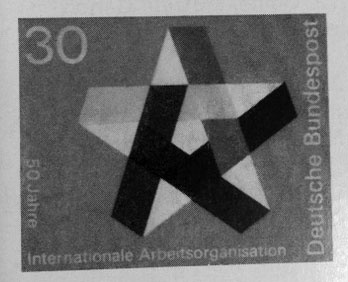 30
50 Jahre
Internationale Arbeitsorganisation
Deutsche Bundespost